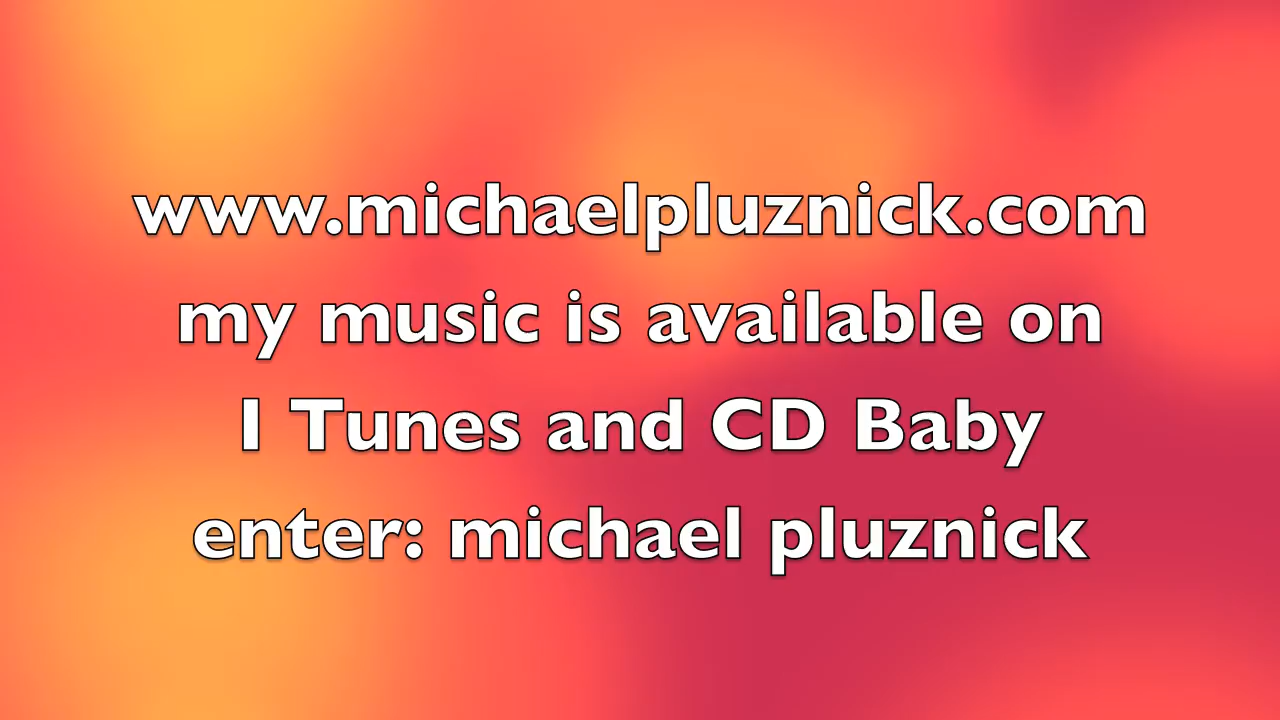 www.michaelpluznick.com
my music is available on
I Tunes and CD Baby
enter: michael pluznick